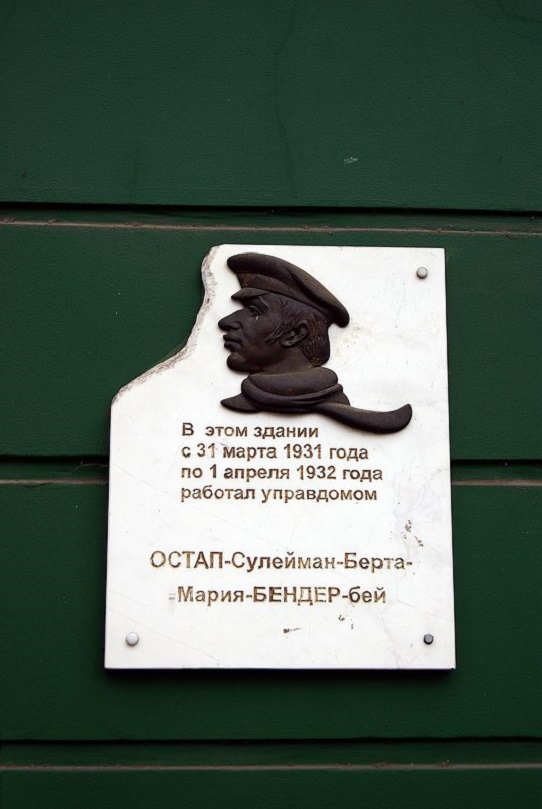 В этом здании
с 31 марта 1931 года
по 1 апреля 1932 года
работал управдомом
ОСТАП-Сулейман-Берта-
Мария-БЕНДЕР-бей